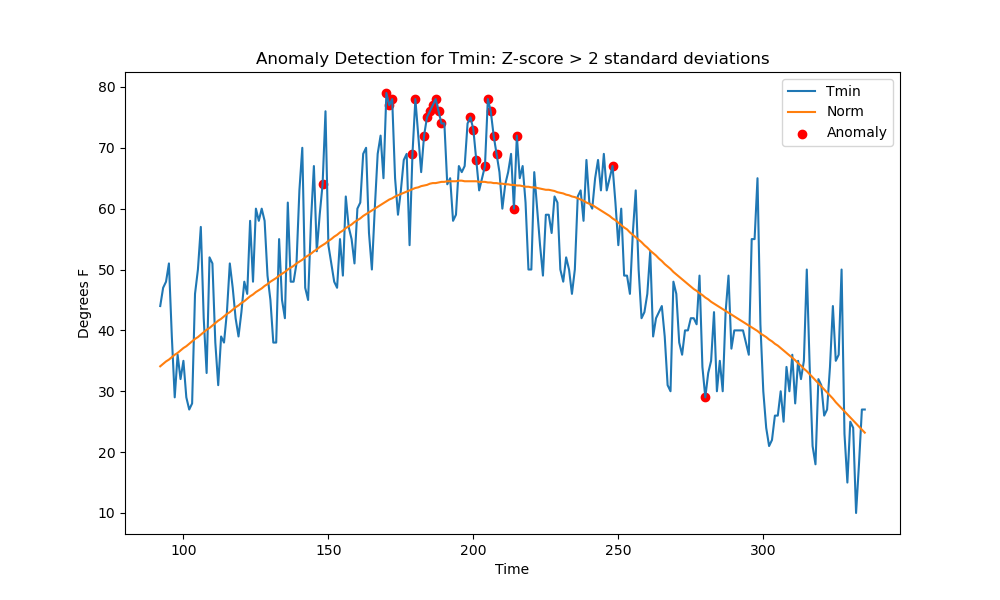 Anomaly Detection for Tmin: Z-score > 2 standard deviations
Tmin
Norm
Anomaly
Degrees F
80
70
60
50
40
30
20
10
100 150 200 250 300
Time